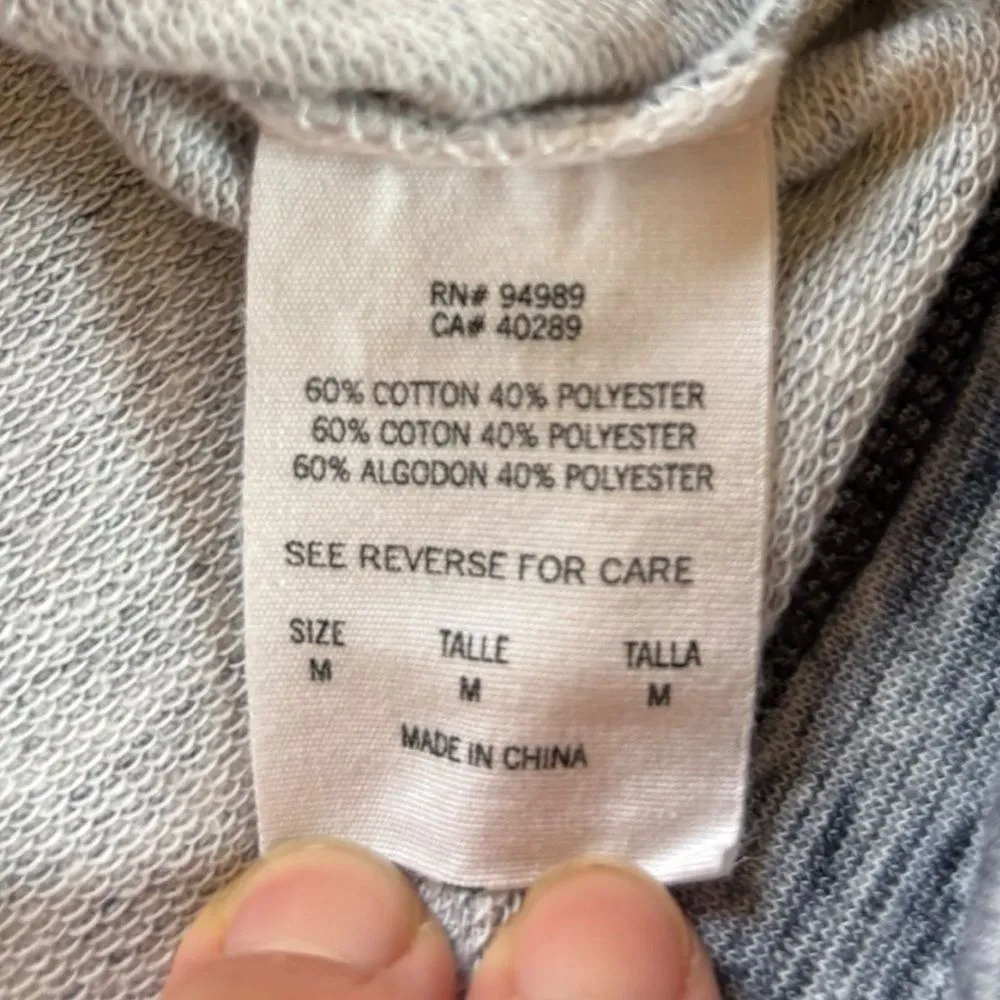 RN# 94989
CA# 40289
60% COTTON 40% POLYESTER
60% COTON 40% POLYESTER
60% ALGODON 40% POLYESTER
SEE REVERSE FOR CARE
SIZE TALLE TALLA
M M M
MADE IN CHINA